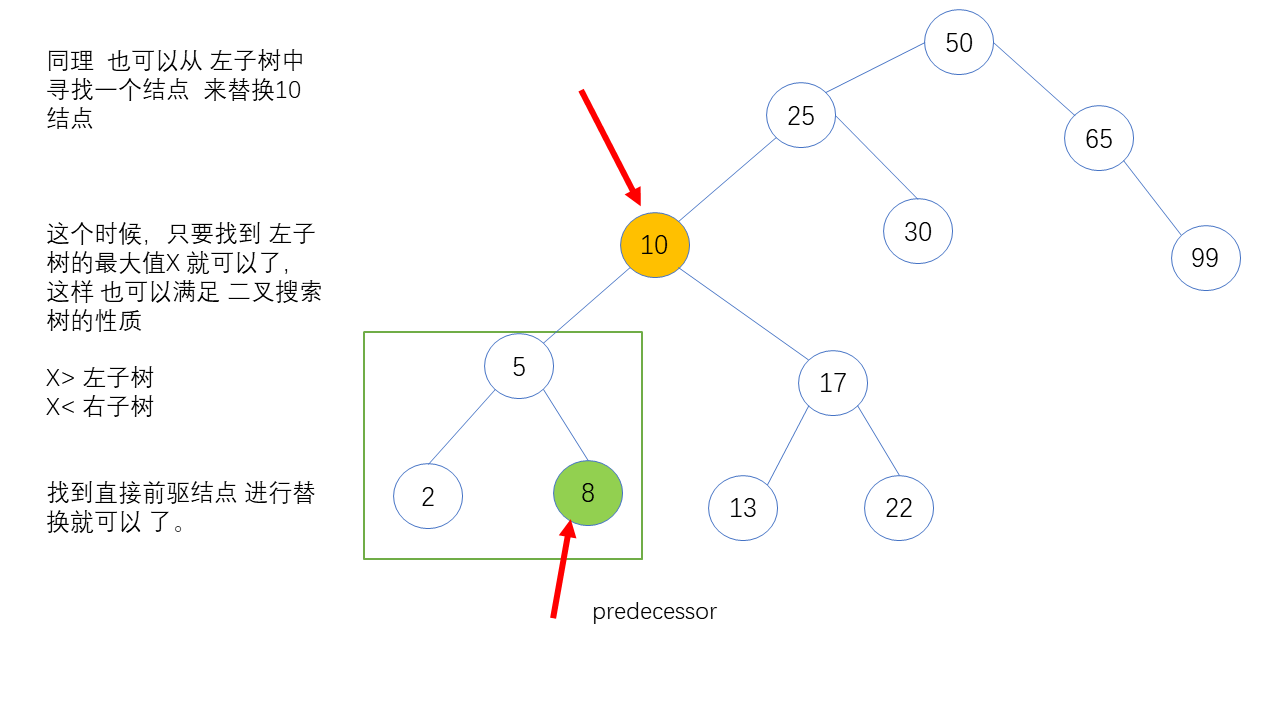 同理 也可以从 左子树中
寻找一个结点 来替换10
结点
这个时候，只要找到 左子
树的最大值X 就可以了，
这样 也可以满足 二叉搜索
树的性质
X> 左子树
X< 右子树
找到直接前驱结点 进行替
换就可以 了。
50
25
65
10
30
99
5
17
2
8
13
22
predecessor